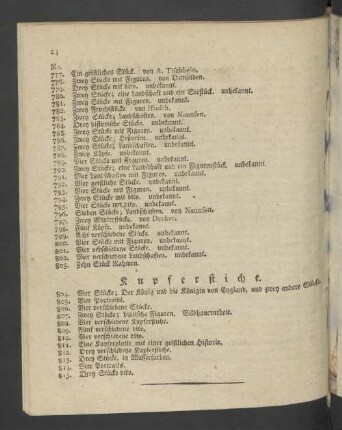 24
No.
777. Ein geistliches Stück. von A. Tischbein.
778. Zwey Stücke mit Figuren. von Demselben.
779. Drey Stücke mit dito. unbekannt.
780. Zwey Stücke; eine Landschaft und ein Seestück. unbekannt.
781. Zwey Stücke mit Figuren. unbekannt.
782. Zwey Fruchtstücke. von
783. Zwey Stücke; Landschaften. von Naumsen.
784. Drey historische Stücke. unbekannt.
785. Zwey Stücke mit Figuren. unbekannt.
786. Zwey Stücke; Historien. unbekannt.
787. Zwey Stücke; Landschaften. unbekannt.
788. Zwey Köpfe. unbekannt.
789. Vier Stücke mit Figuren. unbekannt.
790. Zwey Stücke; eine Landschaft und ein Figurenstück. unbekannt
791. Vier Landschaften mit Figuren. unbekannt.
792. Vier geistliche Stücke. unbekannt.
793. Fünf Stücke mit Figuren. unbekannt.
794. Zwey Stücke mit dito. unbekannt.
795. Vier Stücke mit dito. unbekannt.
796. Sieben Stücke; Landschaften. von Naumsen.
797. Zwey Winterstücke. von Decker.
798. Fünf Köpfe. unbekannt.
799. Acht verschiedene Stücke. unbekannt.
800. Vier Stücke mit Figuren. unbekannt.
801. Vier verschiedene Stücke. unbekannt.
802. Vier verschiedene Landschaften. unbekannt.
803. Zehn Stück Rahmen.
Kupferstiche.
804. Vier Stücke; Der König und die Königin von England, und zwey andere Stücke.
805. Vier Portraits.
806. Vier verschiedene Stücke.
807. Zwey Stücke; biblische Figuren. Bildhauerarbeit.
808. Vier verschiedene Kupferstiche.
809. Fünf verschiedene dito.
810. Vier verschiedene dito.
811. Eine Kupferplatte mit einer geistlichen Historie.
812. Drey verschiedene Kupferstiche.
813. Drey Stücke, in Wasserfarben.
814. Vier Portraits.
815. Drey Stücke dito.